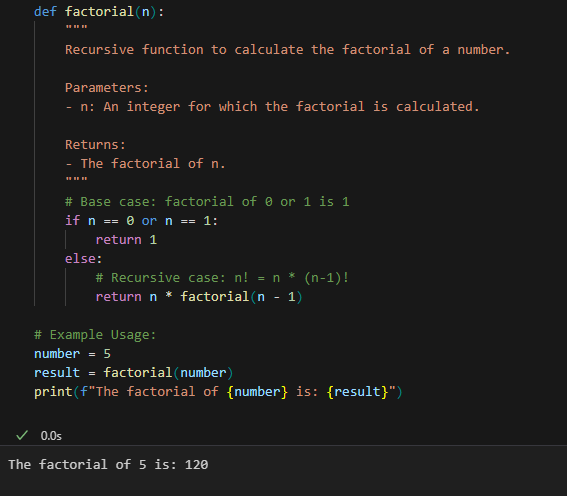 def factorial(n):
    """
    Recursive function to calculate the factorial of a number.

    Parameters:
    - n: An integer for which the factorial is calculated.

    Returns:
    - The factorial of n.
    """
    # Base case: factorial of 0 or 1 is 1
    if n == 0 or n == 1:
        return 1
    else:
        # Recursive case: n! = n * (n-1)!
        return n * factorial(n - 1)

# Example Usage:
number = 5
result = factorial(number)
print(f"The factorial of {number} is: {result}")
0.0s
The factorial of 5 is: 120